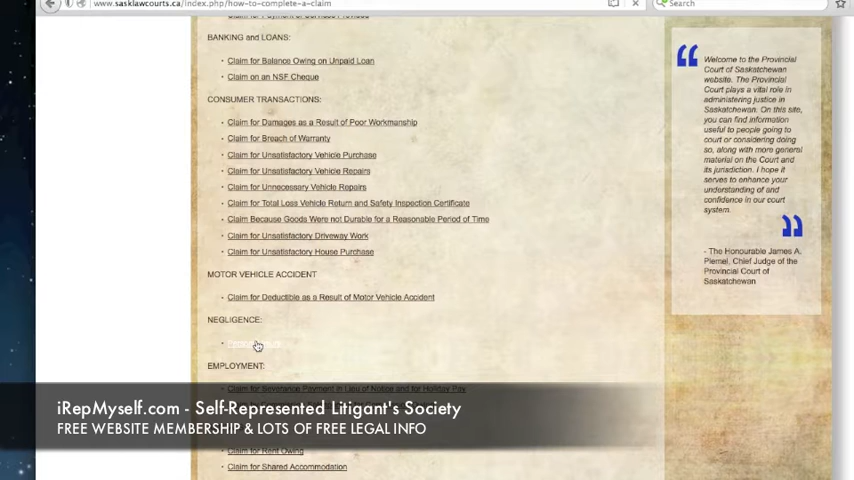 www.sasklawcourts.ca/index.php/how-to-complete-a-claim
Search
BANKING and LOANS:
Claim for Balance Owing on Unpaid Loan
Claim on an NSF Cheque
CONSUMER TRANSACTIONS:
Claim for Damages as a Result of Poor Workmanship
Claim for Breach of Warranty
Claim for Unsatisfactory Vehicle Purchase
Claim for Unsatisfactory Vehicle Repairs
Claim for Unnecessary Vehicle Repairs
Claim for Total Loss Vehicle Return and Safety Inspection Certificate
Claim Because Goods Were not Durable for a Reasonable Period of Time
Claim for Unsatisfactory Driveway Work
Claim for Unsatisfactory House Purchase
MOTOR VEHICLE ACCIDENT
Claim for Deductible as a Result of Motor Vehicle Accident
NEGLIGENCE:
EMPLOYMENT:
Claim for Severance Payment in Lieu of Notice and for Holiday Pay
iRepMyself.com - Self-Represented Litigant's Society
FREE WEBSITE MEMBERSHIP & LOTS OF FREE LEGAL INFO
Claim for Rent Owing
Claim for Shared Accommodation
Welcome to the Provincial
Court of Saskatchewan
website. The Provincial
Court plays a vital role in
administering justice in
Saskatchewan. On this site,
you can find information
useful to people going to
court or considering doing
so, along with more general
material on the Court and
its jurisdiction. I hope it
serves to enhance your
understanding of and
confidence in our court
system.
- The Honourable James A.
Plemel, Chief Judge of the
Provincial Court of
Saskatchewan